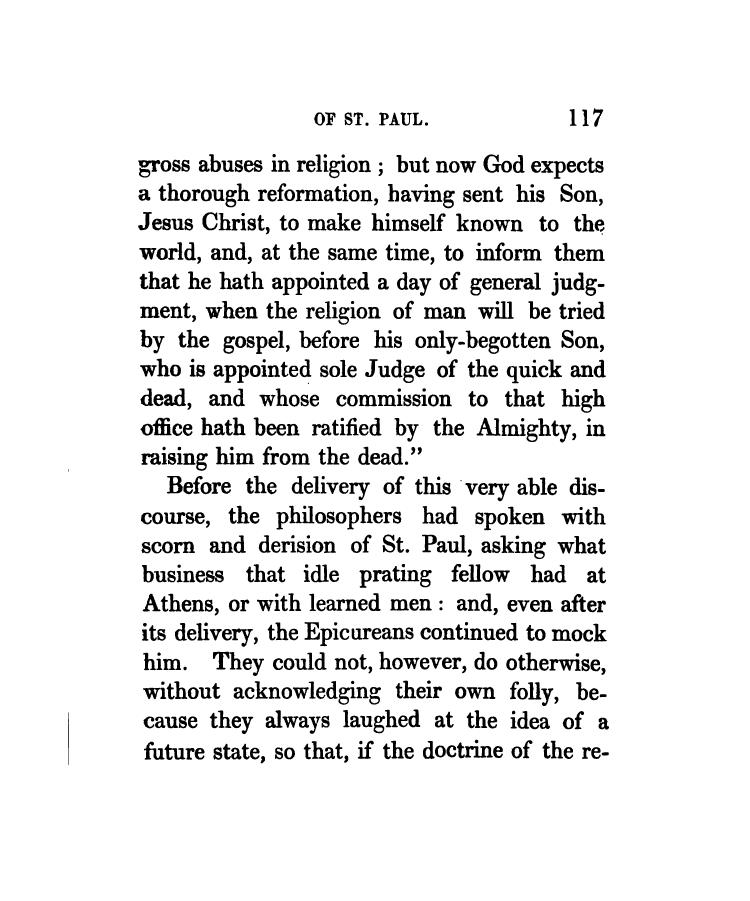 OF ST. PAUL. 117
gross abuses in religion ; but now God expects
a thorough reformation, having sent his Son,
Jesus Christ, to make himself known to the
world, and, at the same time, to inform them
that he hath appointed a day of general judg-
ment, when the religion of man will be tried
by the gospel, before his only-begotten Son,
who is appointed sole Judge of the quick and
dead, and whose commission to that high
office hath been ratified by the Almighty, in
raising him from the dead.”
Before the delivery of this very able dis-
course, the philosophers had spoken with
scorn and derision of St. Paul, asking what
business that idle prating fellow had at
Athens, or with learned men : and, even after
its delivery, the Epicureans continued to mock
him. They could not, however, do otherwise,
without acknowledging their own folly, be-
cause they always laughed at the idea of a
future state, so that, if the doctrine of the re-